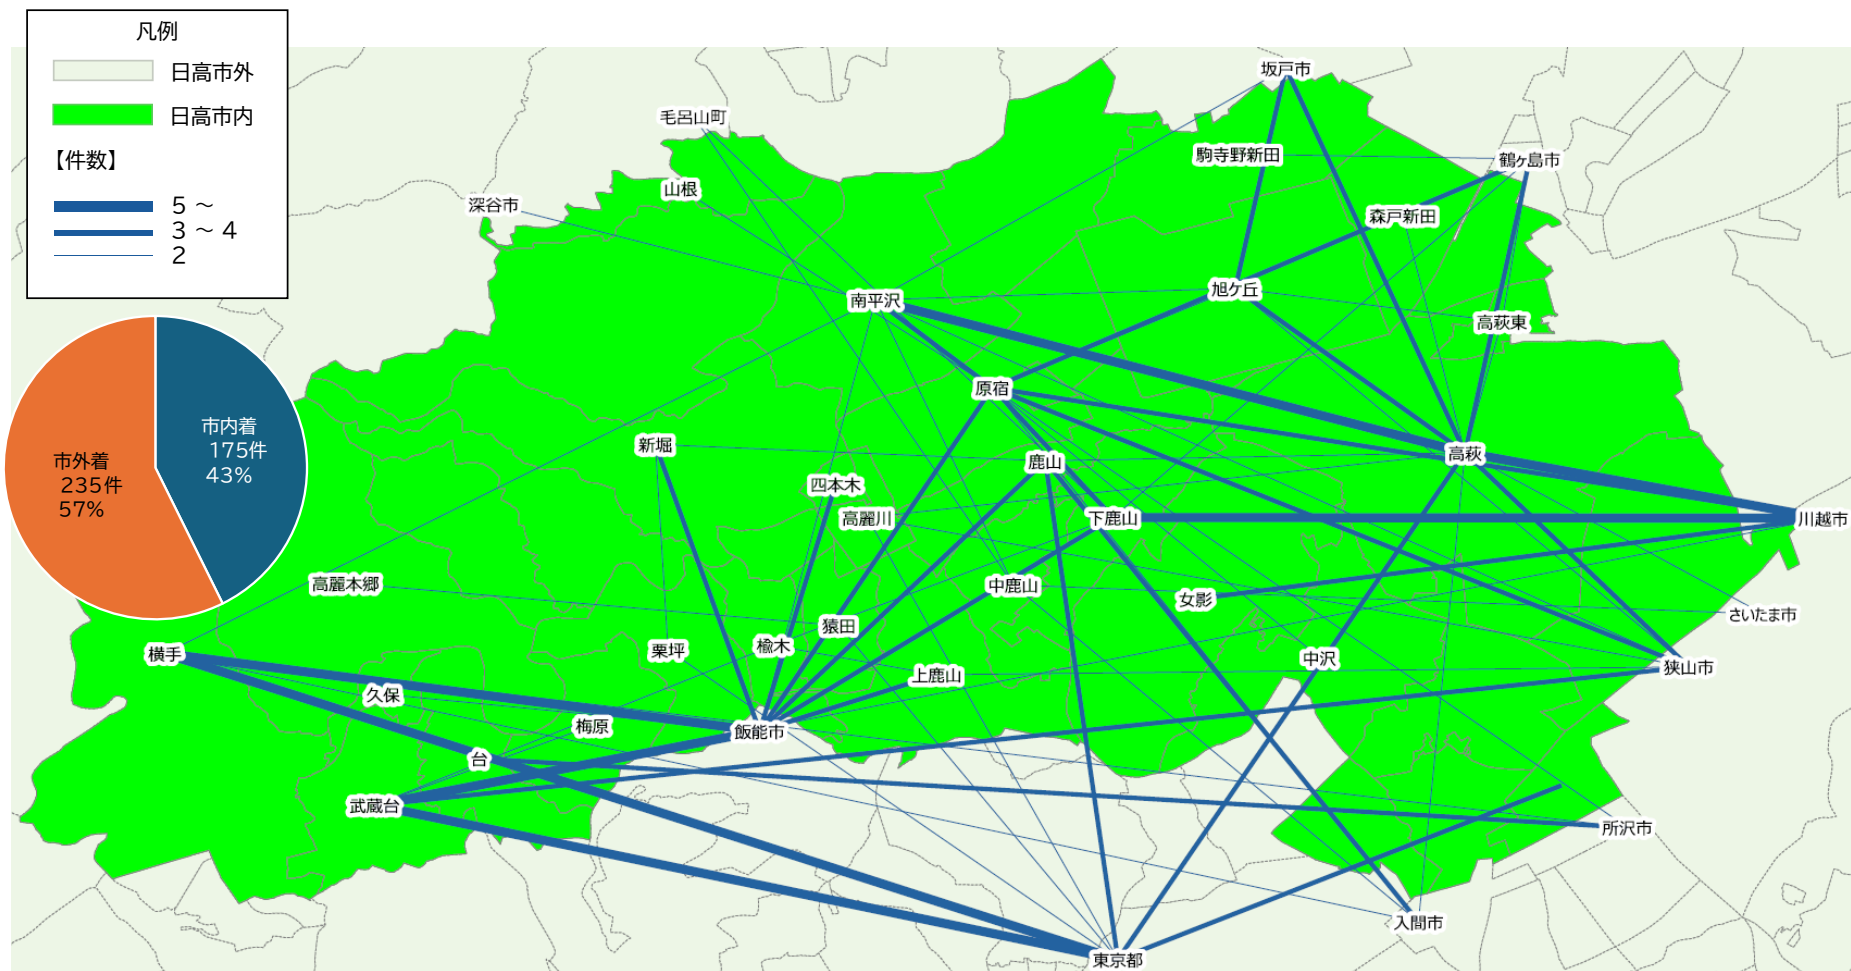 凡例
日高市外
日高市内
【件数】
5 ~
3 ~ 4
2
市内着
175件
43%
市外着
235件
57%
坂戸市
毛呂山町
駒寺野新田
鶴ヶ島市
山根
深谷市
森戸新田
旭ケ丘
南平沢
高萩東
原宿
新堀
鹿山
高萩
四本木
高麗川
下鹿山
川越市
高麗本郷
中鹿山
女影
さいたま市
猿田
楡木
栗坪
横手
中沢
狭山市
上鹿山
久保
梅原
飯能市
台
武蔵台
所沢市
入間市
東京都